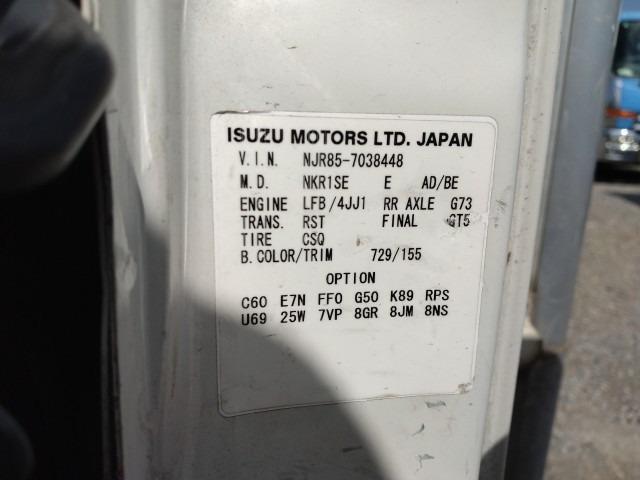 ISUZU MOTORS LTD. JAPAN
V.I.N. NJR85-7038448
M.D. NKR1SE E AD/BE
ENGINE LFB/4JJ1 RR AXLE G73
TRANS. RST FINAL GT5
TIRE CSQ
B.COLOR/TRIM 729/155
OPTION
C60 E7N FF0 G50 K89 RPS
U69 25W 7VP 8GR 8JM 8NS